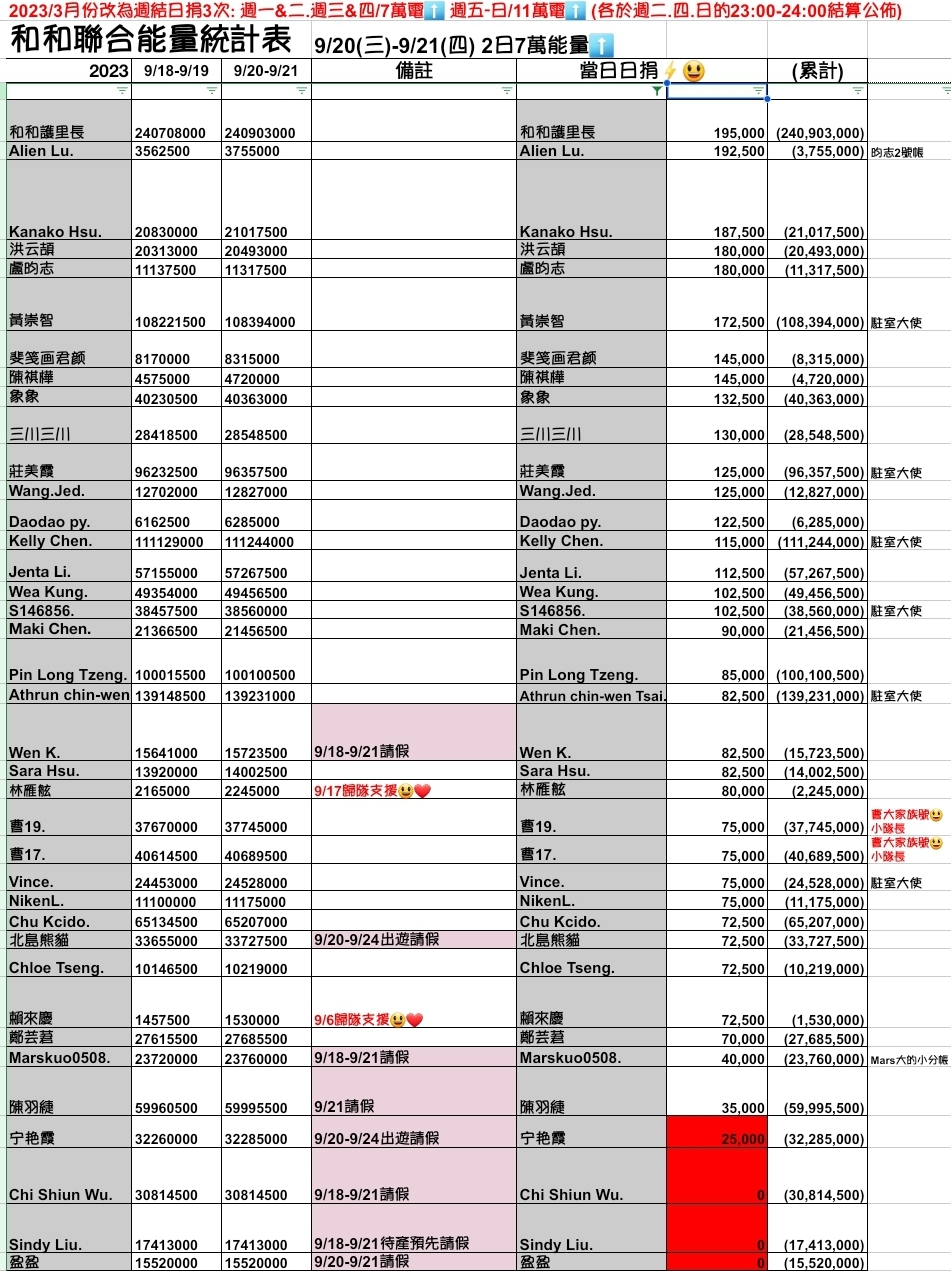 2023/3月份改為週結日捐3次: 週一&二.週三&四/7萬電⬆️ 週五-日/11萬電⬆️ (各於週二.四.日的23:00-24:00結算公佈)
和和聯合能量統計表 9/20(三)-9/21(四) 2日7萬能量⬆️
2023 9/18-9/19 9/20-9/21 備註 當日日捐⚡😃 (累計)
和和護里長 240708000 240903000 和和護里長 195,000 (240,903,000)
Alien Lu. 3562500 3755000 Alien Lu. 192,500 (3,755,000) 昀志2號帳
Kanako Hsu. 20830000 21017500 Kanako Hsu. 187,500 (21,017,500)
洪云頡 20313000 20493000 洪云頡 180,000 (20,493,000)
盧昀志 11137500 11317500 盧昀志 180,000 (11,317,500)
黃崇智 108221500 108394000 黃崇智 172,500 (108,394,000) 駐室大使
斐笺画君颜 8170000 8315000 斐笺画君颜 145,000 (8,315,000)
陳祺樺 4575000 4720000 陳祺樺 145,000 (4,720,000)
象象 40230500 40363000 象象 132,500 (40,363,000)
三川三川 28418500 28548500 三川三川 130,000 (28,548,500)
莊美霞 96232500 96357500 莊美霞 125,000 (96,357,500) 駐室大使
Wang.Jed. 12702000 12827000 Wang.Jed. 125,000 (12,827,000)
Daodao py. 6162500 6285000 Daodao py. 122,500 (6,285,000)
Kelly Chen. 111129000 111244000 Kelly Chen. 115,000 (111,244,000) 駐室大使
Jenta Li. 57155000 57267500 Jenta Li. 112,500 (57,267,500)
Wea Kung. 49354000 49456500 Wea Kung. 102,500 (49,456,500)
S146856. 38457500 38560000 S146856. 102,500 (38,560,000) 駐室大使
Maki Chen. 21366500 21456500 Maki Chen. 90,000 (21,456,500)
Pin Long Tzeng. 100015500 100100500 Pin Long Tzeng. 85,000 (100,100,500)
Athrun chin-wen 139148500 139231000 Athrun chin-wen Tsai. 82,500 (139,231,000) 駐室大使
Wen K. 15641000 15723500 9/18-9/21請假 Wen K. 82,500 (15,723,500)
Sara Hsu. 13920000 14002500 Sara Hsu. 82,500 (14,002,500)
林雁舷 2165000 2245000 9/17歸隊支援😃❤️ 林雁舷 80,000 (2,245,000)
曹19. 37670000 37745000 曹19. 75,000 (37,745,000) 曹大家族號😃
小隊長
曹17. 40614500 40689500 曹17. 75,000 (40,689,500) 曹大家族號😃
小隊長
Vince. 24453000 24528000 Vince. 75,000 (24,528,000) 駐室大使
NikenL. 11100000 11175000 NikenL. 75,000 (11,175,000)
Chu Kcido. 65134500 65207000 Chu Kcido. 72,500 (65,207,000)
北島熊貓 33655000 33727500 9/20-9/24出遊請假 北島熊貓 72,500 (33,727,500)
Chloe Tseng. 10146500 10219000 Chloe Tseng. 72,500 (10,219,000)
賴來慶 1457500 1530000 9/6歸隊支援😃❤️ 賴來慶 72,500 (1,530,000)
鄭芸莙 27615500 27685500 鄭芸莙 70,000 (27,685,500)
Marskuo0508. 23720000 23760000 9/18-9/21請假 Marskuo0508. 40,000 (23,760,000) Mars大的小分帳
陳羽緁 59960500 59995500 9/21請假 陳羽緁 35,000 (59,995,500)
宁艳霞 32260000 32285000 9/20-9/24出遊請假 宁艳霞 25,000 (32,285,000)
Chi Shiun Wu. 30814500 30814500 9/18-9/21請假 Chi Shiun Wu. 0 (30,814,500)
Sindy Liu. 17413000 17413000 9/18-9/21待產預先請假 Sindy Liu. 0 (17,413,000)
盈盈 15520000 15520000 9/20-9/21請假 盈盈 0 (15,520,000)